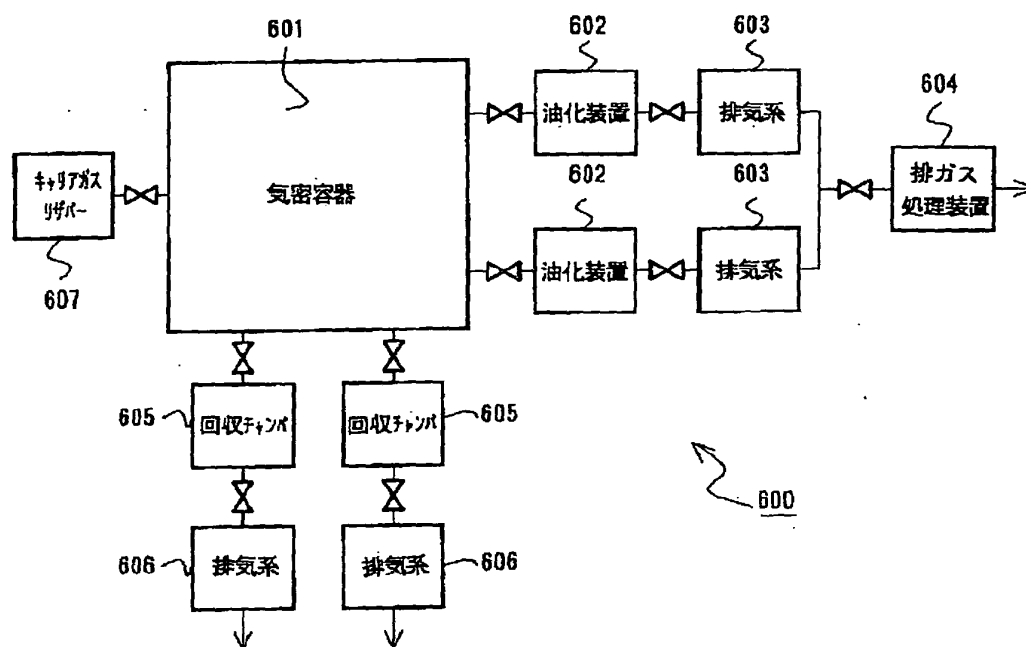 601
602
603
604
油化装置
排気系
排ガス
処理装置
キャリアガス
リザバー
607
気密容器
602
603
油化装置
排気系
605
回収チャンバ
回収チャンバ
605
600
606
排気系
排気系
606